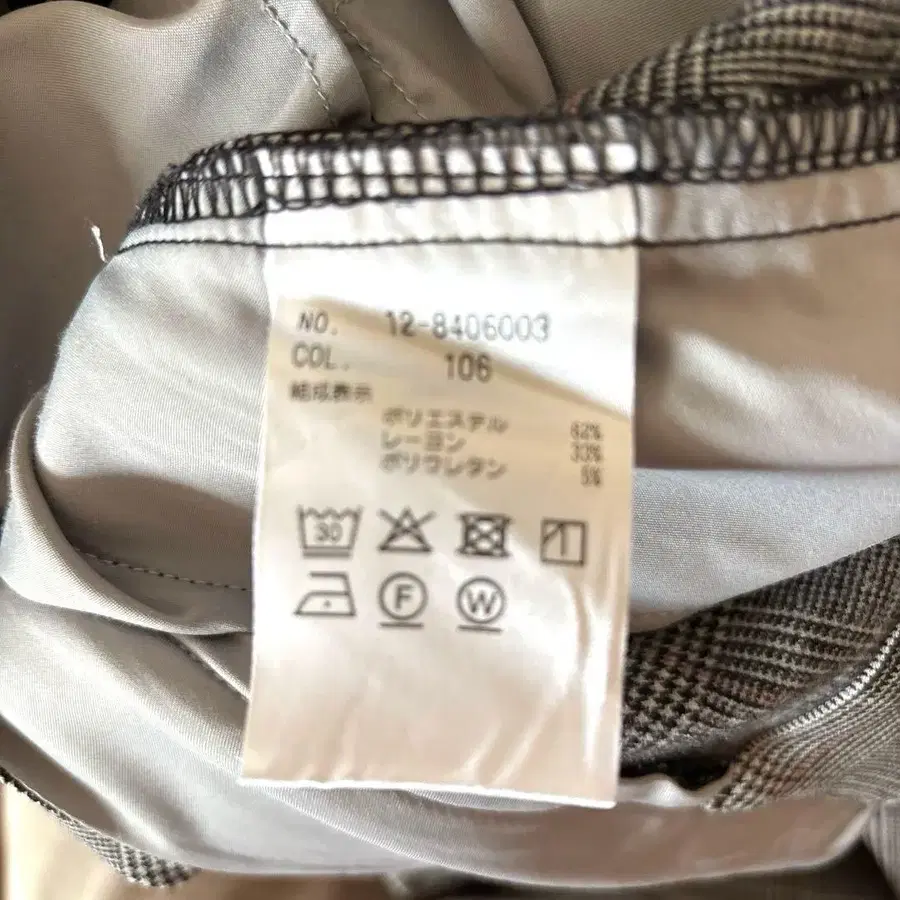 NO. 12-8406003
COL. 106
組成表示
ポリエステル 62%
レーヨン 33%
ポリウレタン 5%
30
F W